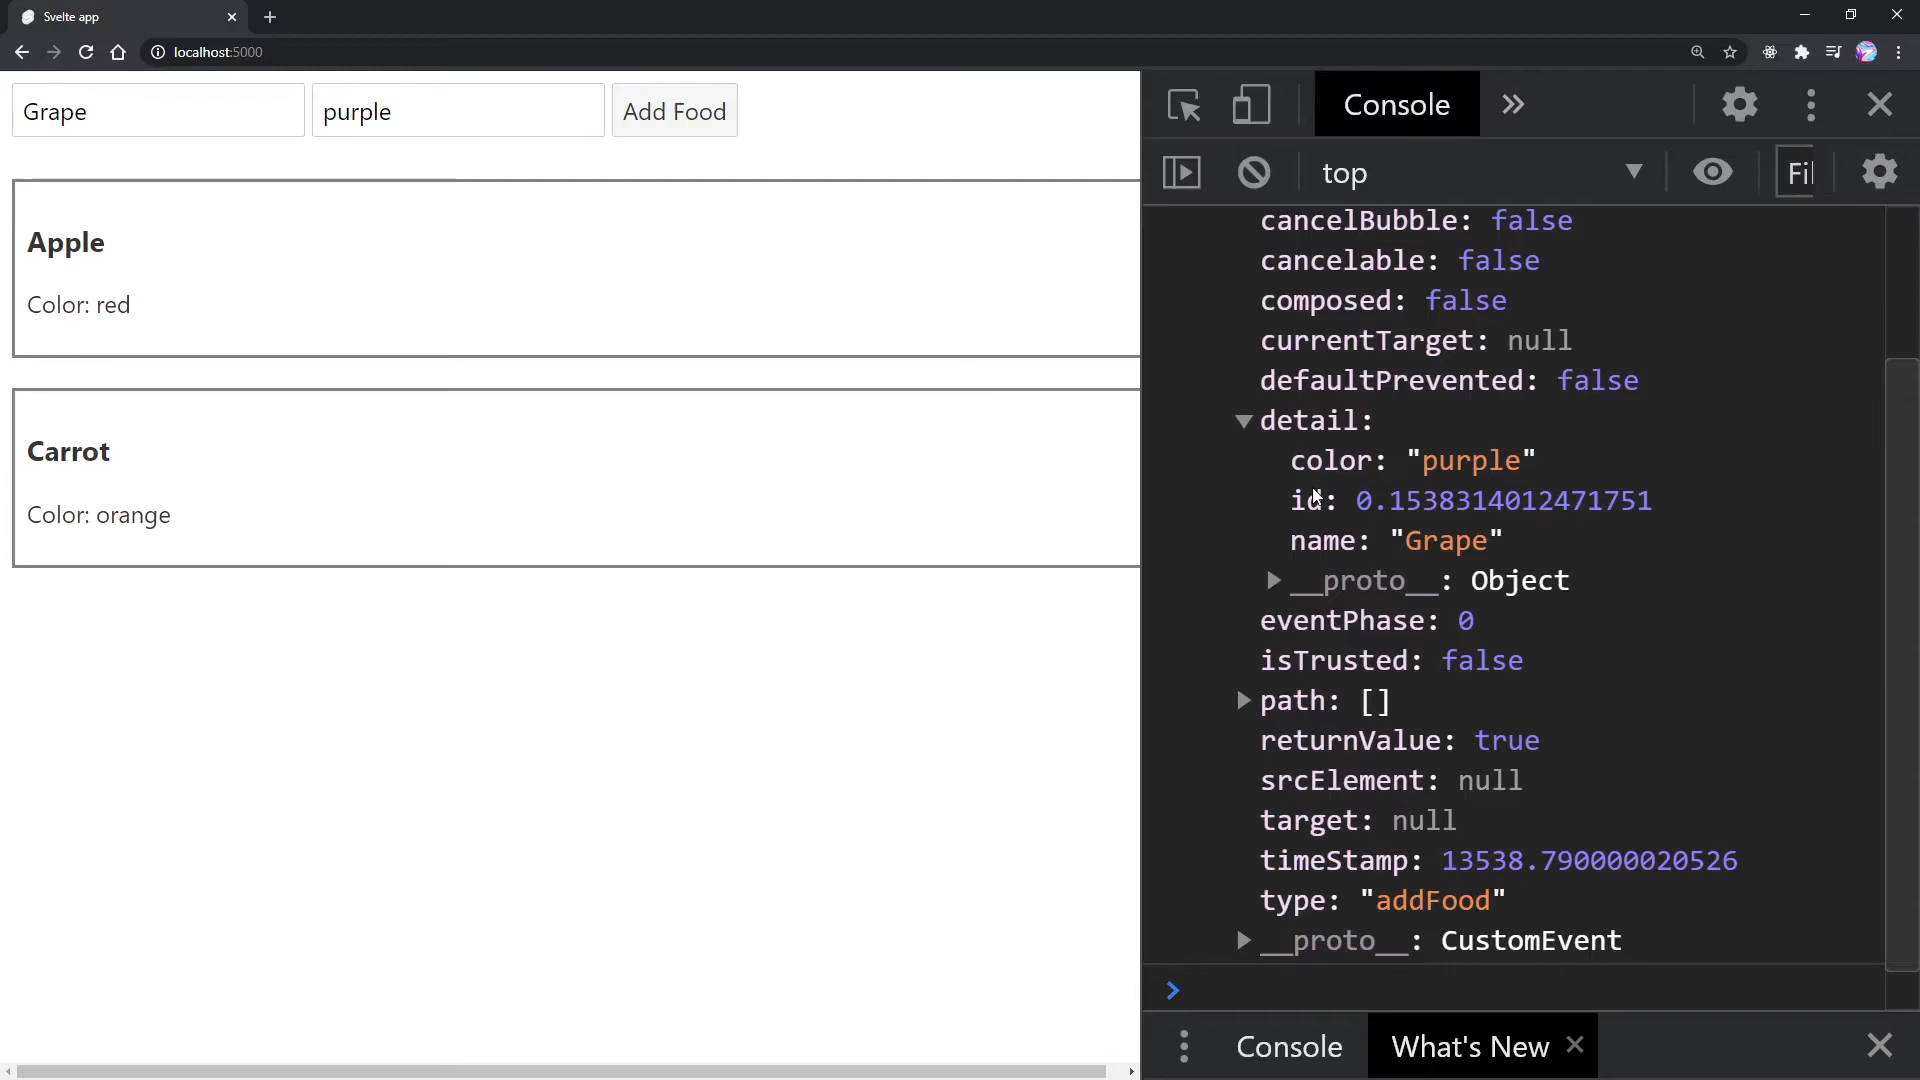 Svelte app
localhost:5000
Grape
purple
Add Food
Apple
Color: red
Carrot
Color: orange
Console
top
Fil
cancelBubble: false
cancelable: false
composed: false
currentTarget: null
defaultPrevented: false
detail:
color: "purple"
id: 0.1538314012471751
name: "Grape"
__proto__: Object
eventPhase: 0
isTrusted: false
path: []
returnValue: true
srcElement: null
target: null
timeStamp: 13538.790000020526
type: "addFood"
__proto__: CustomEvent
Console
What's New